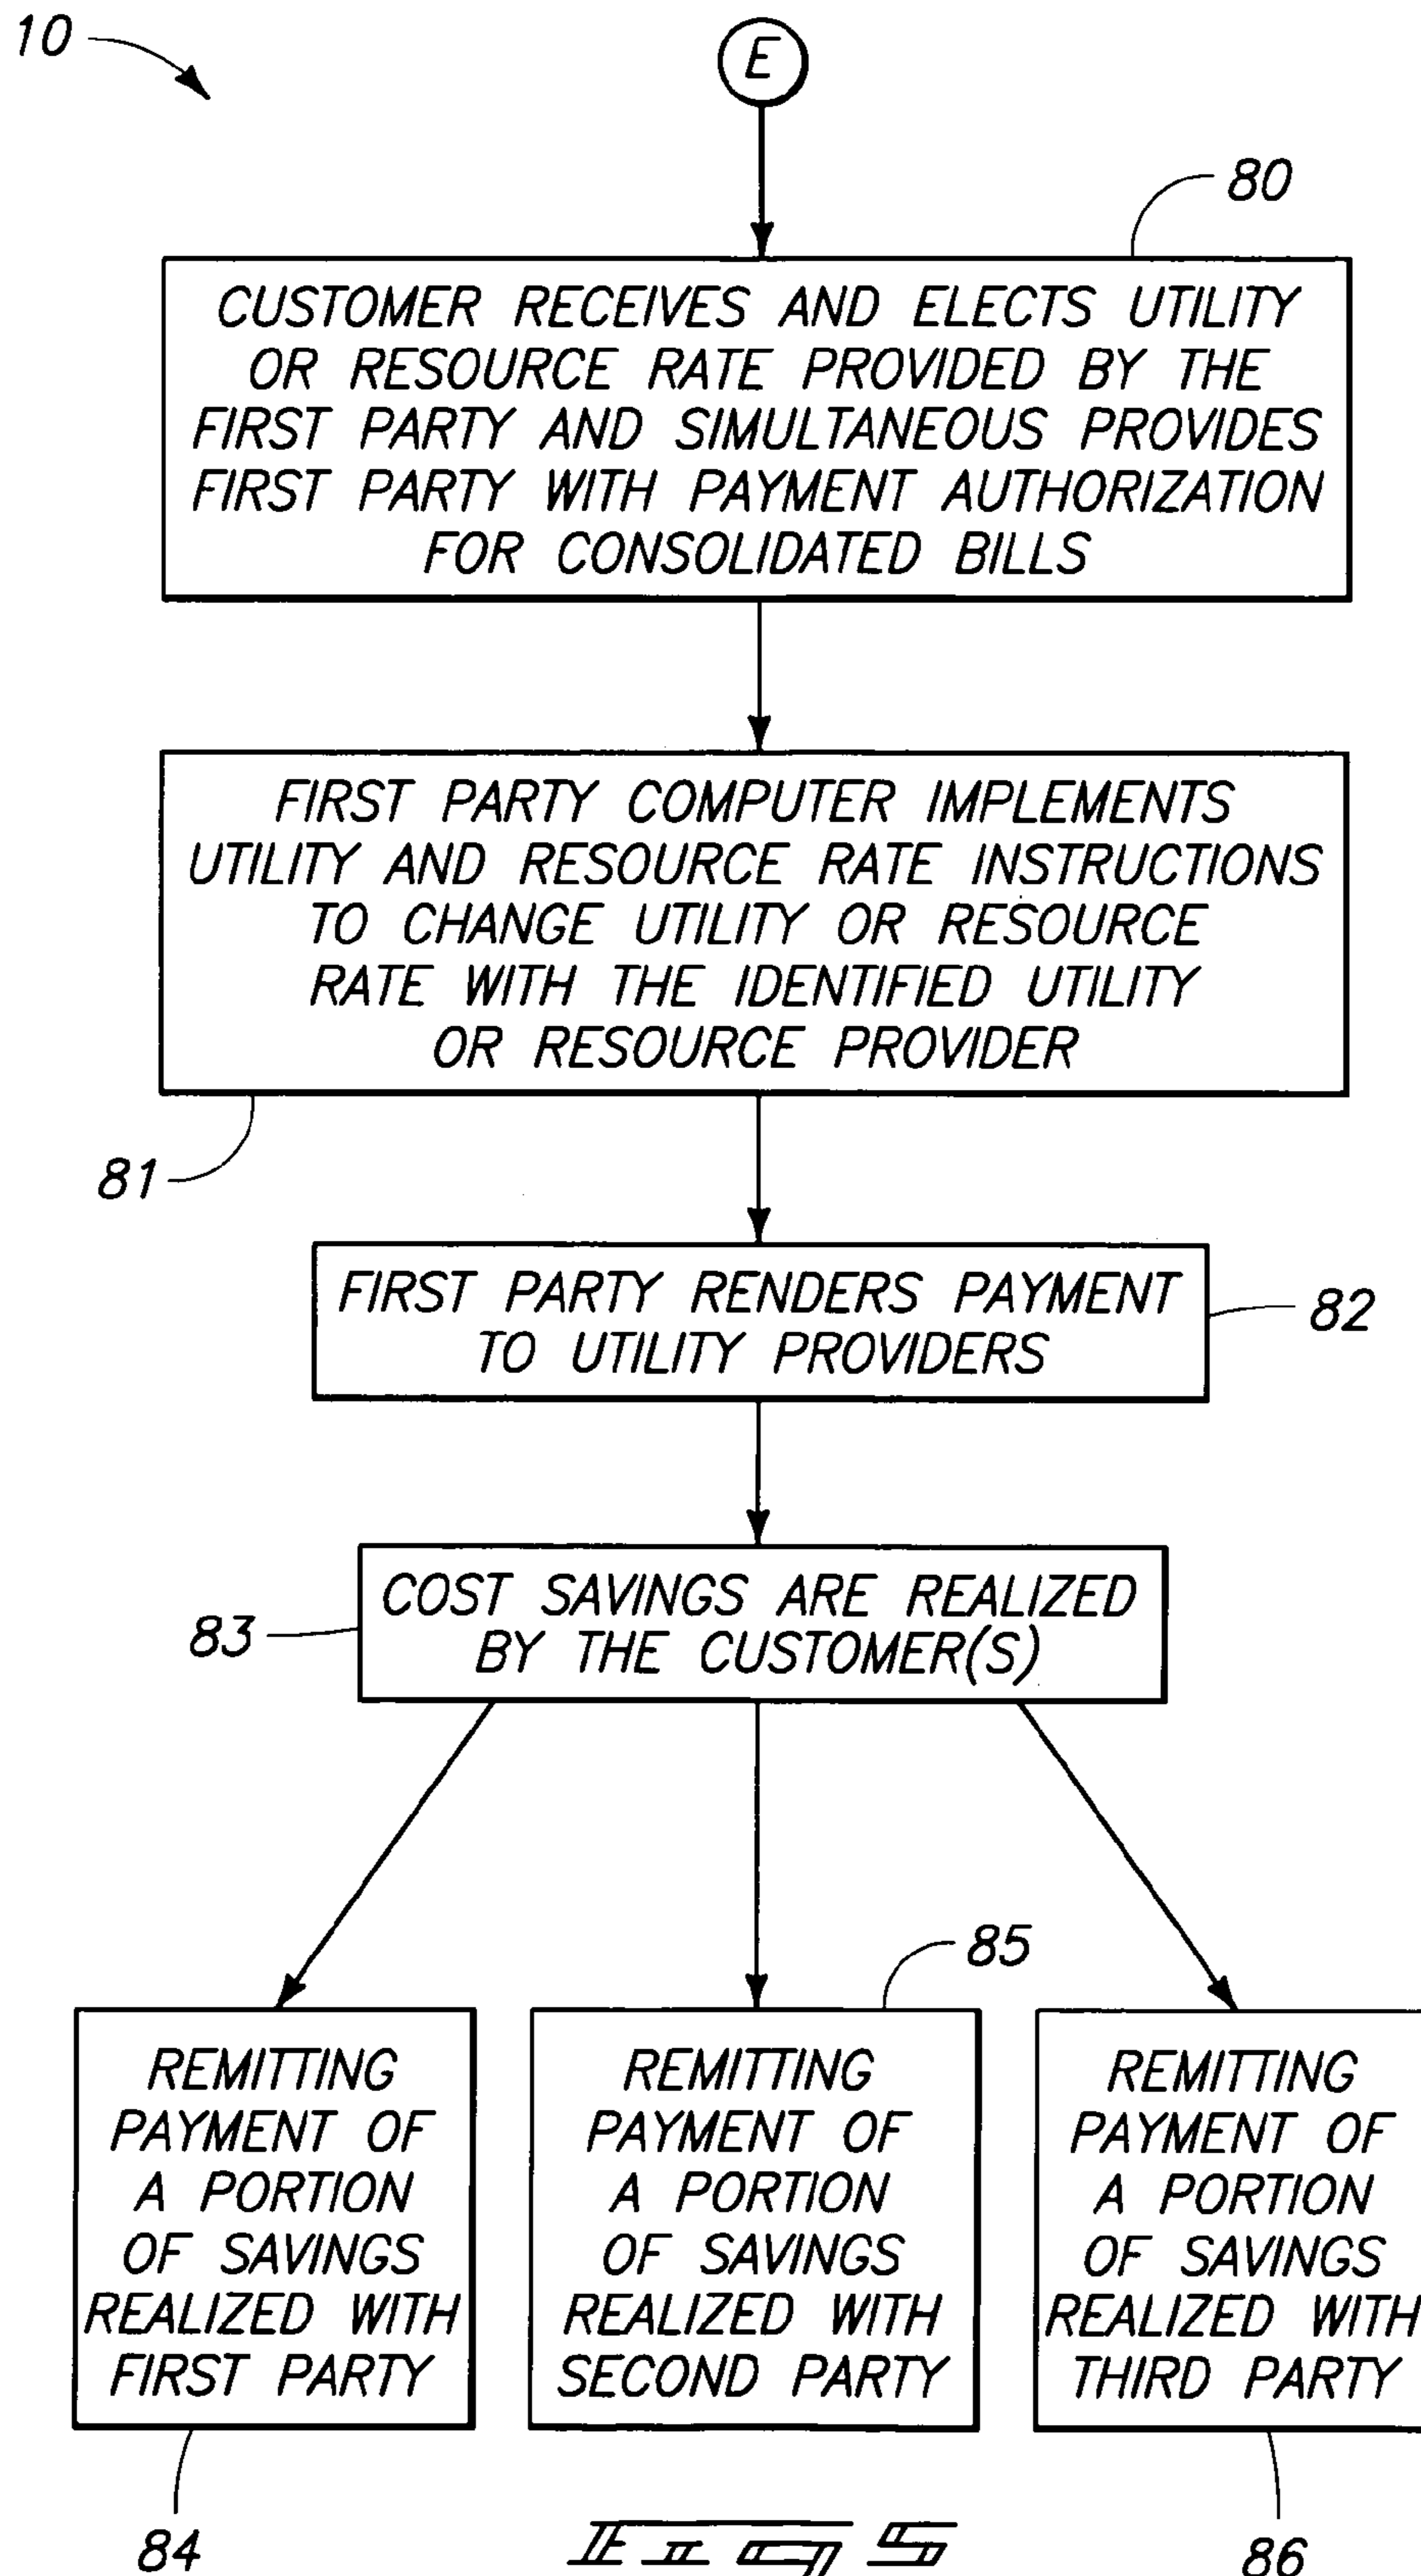 10
E
80
CUSTOMER RECEIVES AND ELECTS UTILITY
OR RESOURCE RATE PROVIDED BY THE
FIRST PARTY AND SIMULTANEOUS PROVIDES
FIRST PARTY WITH PAYMENT AUTHORIZATION
FOR CONSOLIDATED BILLS
FIRST PARTY COMPUTER IMPLEMENTS
UTILITY AND RESOURCE RATE INSTRUCTIONS
TO CHANGE UTILITY OR RESOURCE
RATE WITH THE IDENTIFIED UTILITY
OR RESOURCE PROVIDER
81
FIRST PARTY RENDERS PAYMENT
TO UTILITY PROVIDERS
82
COST SAVINGS ARE REALIZED
BY THE CUSTOMER(S)
83
REMITTING
PAYMENT OF
A PORTION
OF SAVINGS
REALIZED WITH
FIRST PARTY
84
85
REMITTING
PAYMENT OF
A PORTION
OF SAVINGS
REALIZED WITH
SECOND PARTY
REMITTING
PAYMENT OF
A PORTION
OF SAVINGS
REALIZED WITH
THIRD PARTY
86
FIG 5